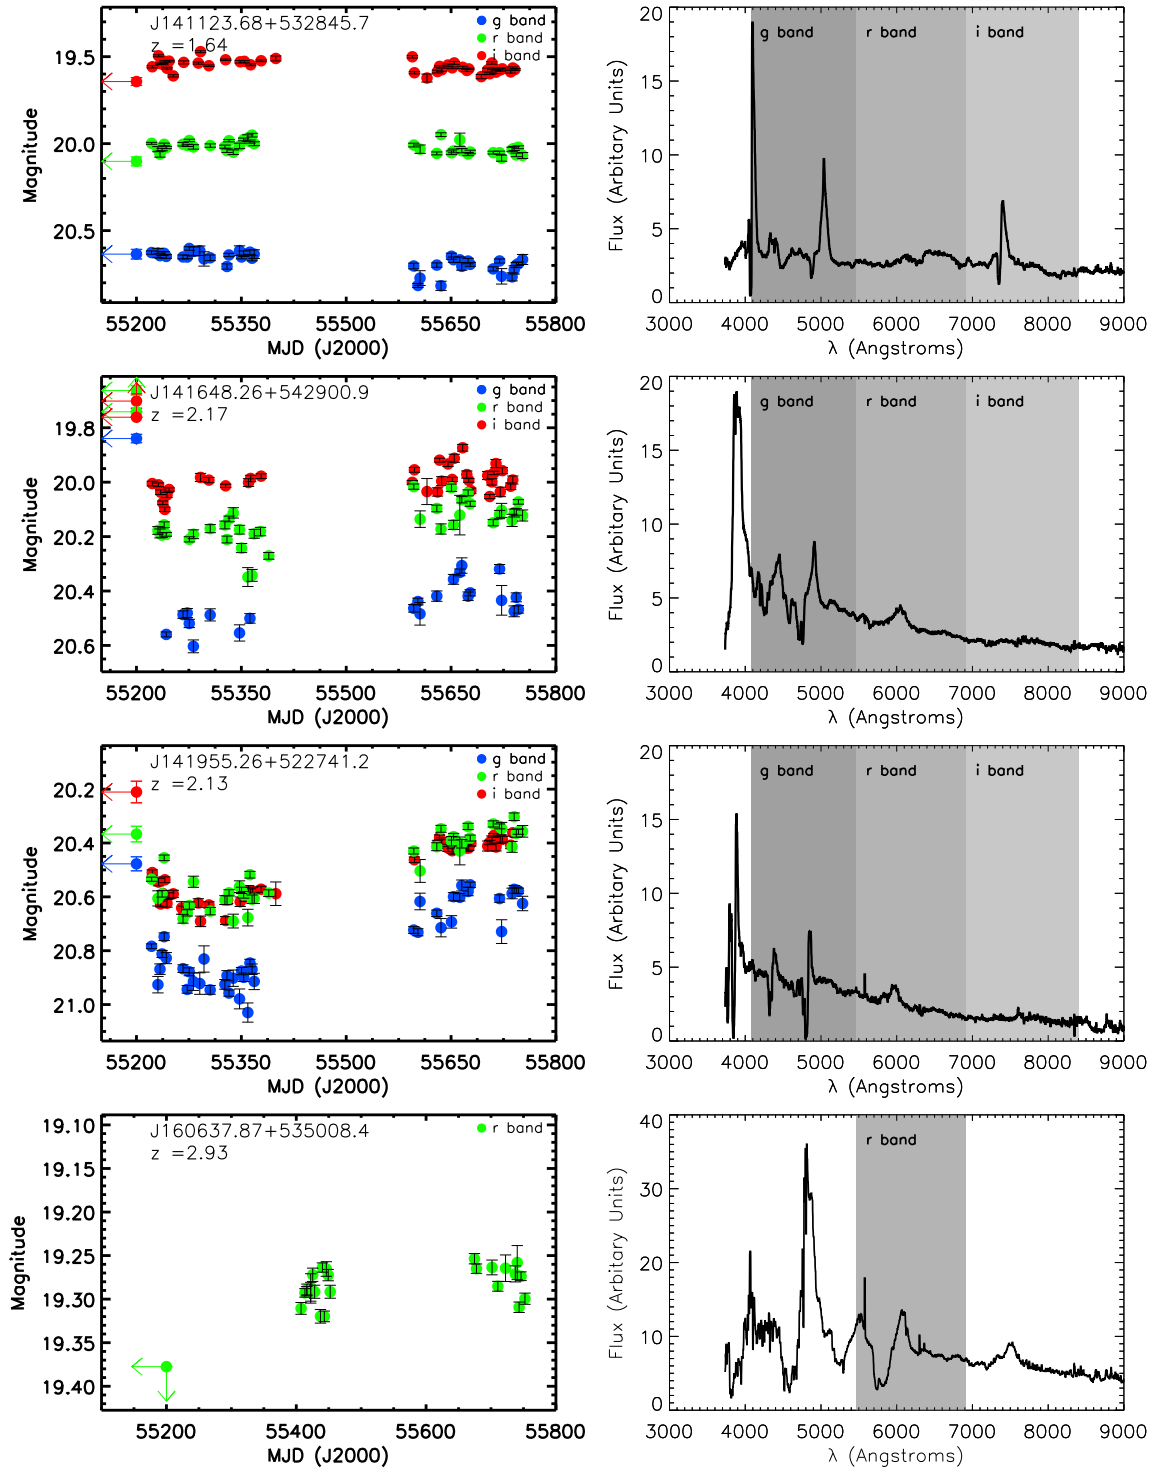 J141123.68+532845.7
z =1.64
g band
r band
i band
19.5
20.0
20.5
Magnitude
55200 55350 55500 55650 55800
MJD (J2000)
g band r band i band
20
15
10
5
0
Flux (Arbitary Units)
3000 4000 5000 6000 7000 8000 9000
λ (Angstroms)
J141648.26+542900.9
z =2.17
g band
r band
i band
19.8
20.0
20.2
20.4
20.6
Magnitude
55200 55350 55500 55650 55800
MJD (J2000)
g band r band i band
20
15
10
5
0
Flux (Arbitary Units)
3000 4000 5000 6000 7000 8000 9000
λ (Angstroms)
J141955.26+522741.2
z =2.13
g band
r band
i band
20.2
20.4
20.6
20.8
21.0
Magnitude
55200 55350 55500 55650 55800
MJD (J2000)
g band r band i band
20
15
10
5
0
Flux (Arbitary Units)
3000 4000 5000 6000 7000 8000 9000
λ (Angstroms)
J160637.87+535008.4
z =2.93
r band
19.10
19.15
19.20
19.25
19.30
19.35
19.40
Magnitude
55200 55400 55600 55800
MJD (J2000)
r band
40
30
20
10
0
Flux (Arbitary Units)
3000 4000 5000 6000 7000 8000 9000
λ (Angstroms)